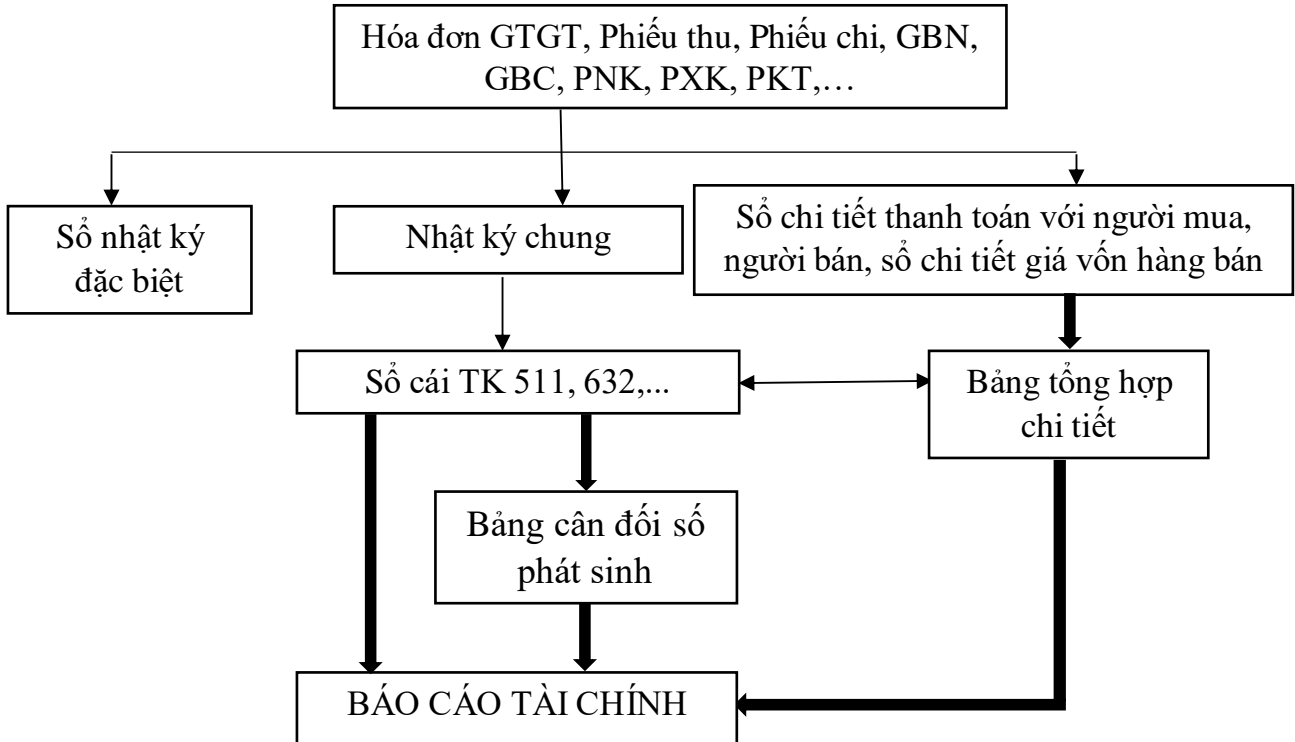 Hóa đơn GTGT, Phiếu thu, Phiếu chi, GBN,
GBC, PNK, PXK, PKT,…
Sổ nhật ký
đặc biệt
Nhật ký chung
Sổ chi tiết thanh toán với người mua,
người bán, sổ chi tiết giá vốn hàng bán
Sổ cái TK 511, 632,...
Bảng tổng hợp
chi tiết
Bảng cân đối số
phát sinh
BÁO CÁO TÀI CHÍNH